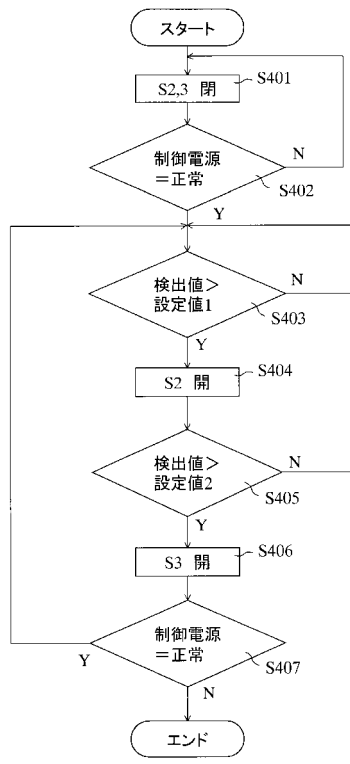 スタート
S2,3 閉
S401
制御電源
＝正常
N
S402
Y
検出値＞
設定値1
N
S403
Y
S404
S2 開
検出値＞
設定値2
N
S405
Y
S406
S3 開
制御電源
＝正常
Y
S407
N
エンド